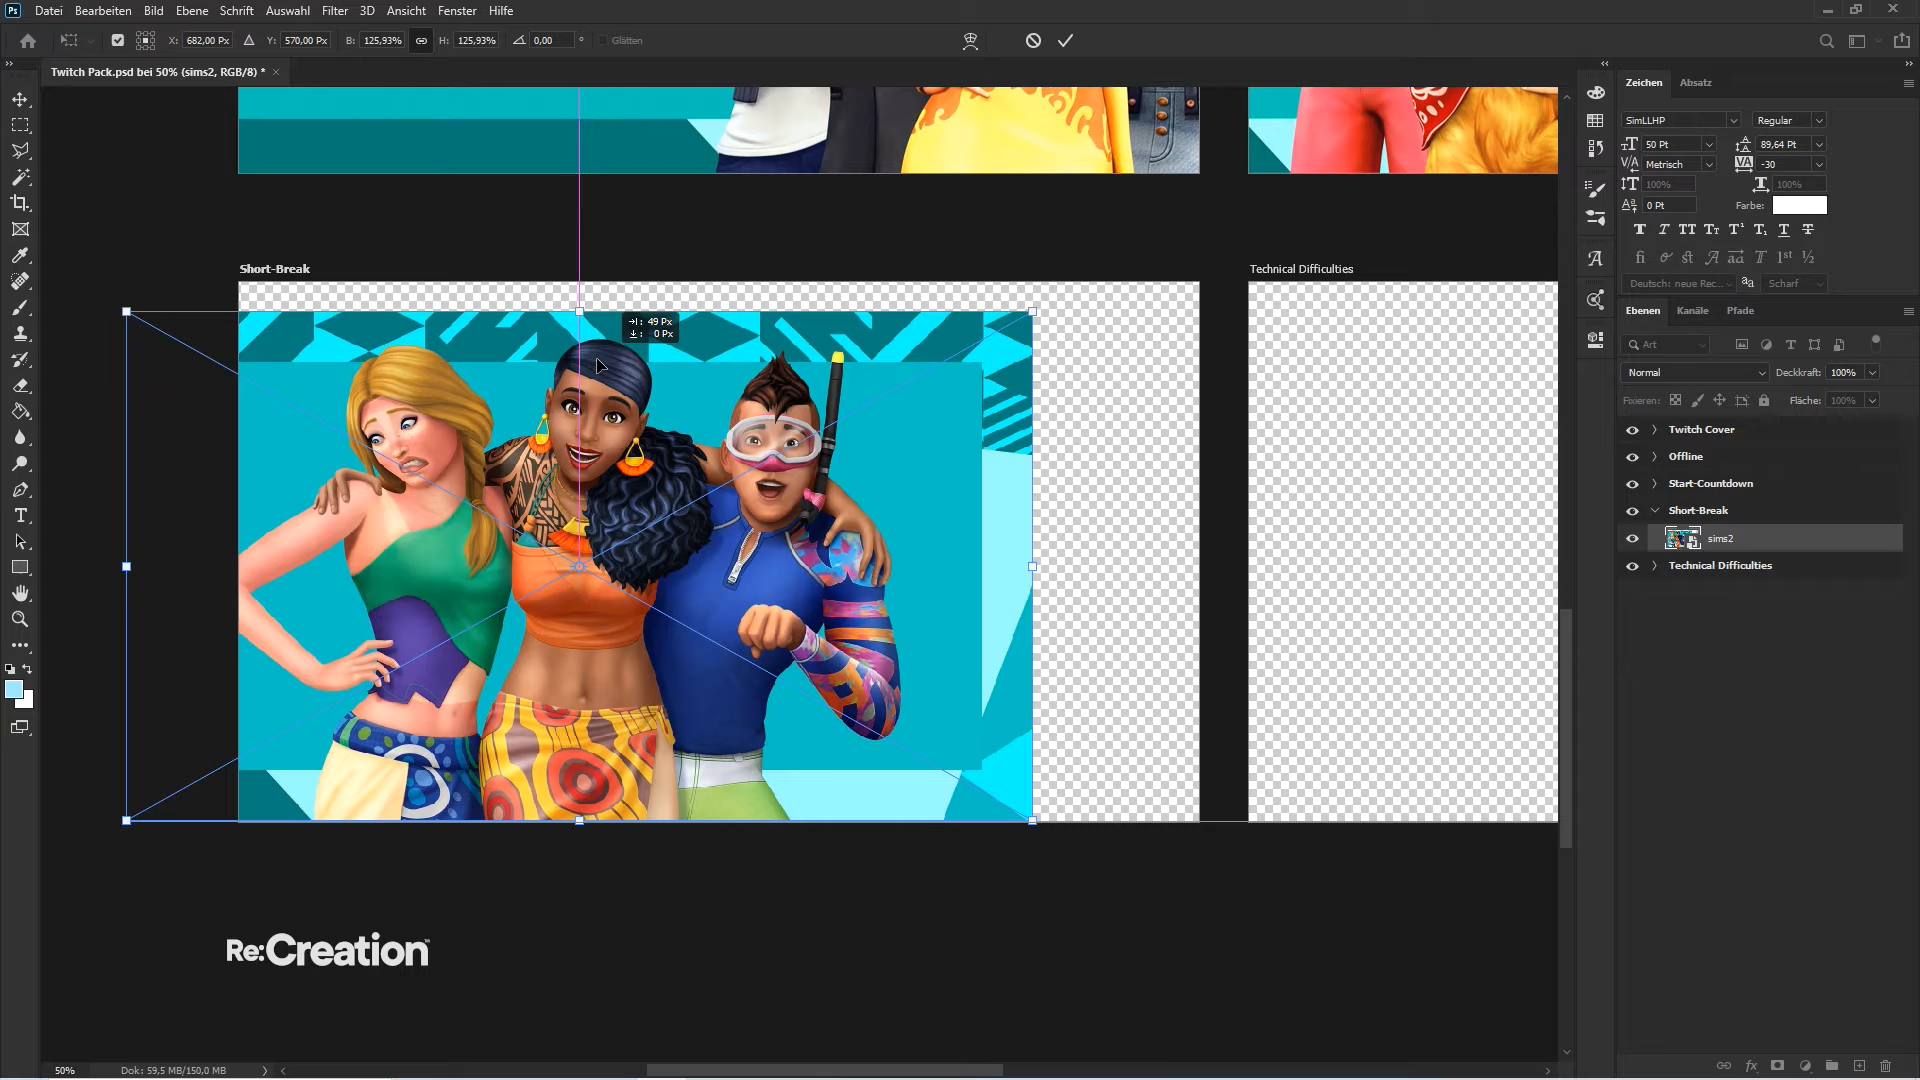 Ps Datei Bearbeiten Bild Ebene Schrift Auswahl Filter 3D Ansicht Fenster Hilfe
X: 682,00 Px Y: 570,00 Px B: 125,93% H: 125,93% 0,00 ° Glätten
Twitch Pack.psd bei 50% (sims2, RGB/8) *
Zeichen Absatz
SimLLHP Regular
50 Pt 89,64 Pt
Metrisch -30
100% 100%
0 Pt Farbe:
Deutsch: neue Rec... Scharf
Ebenen Kanäle Pfade
Art
Normal Deckkraft: 100%
Fixieren: Fläche: 100%
Twitch Cover
Offline
Start-Countdown
Short-Break
sims2
Technical Difficulties
Short-Break
Technical Difficulties
49 Px
0 Px
Re:Creation
50% Dok: 59,5 MB/150,0 MB